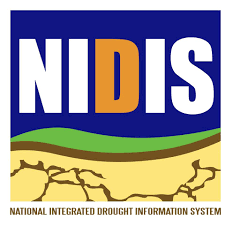 NIDIS
NATIONAL INTEGRATED DROUGHT INFORMATION SYSTEM